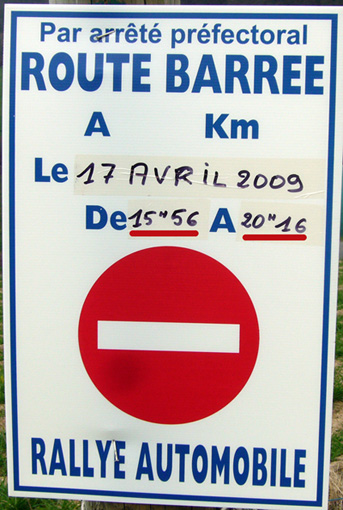 Par arrêté préfectoral
ROUTE BARREE
A Km
Le 17 AVRIL 2009
De 15"56 A 20"16
RALLYE AUTOMOBILE